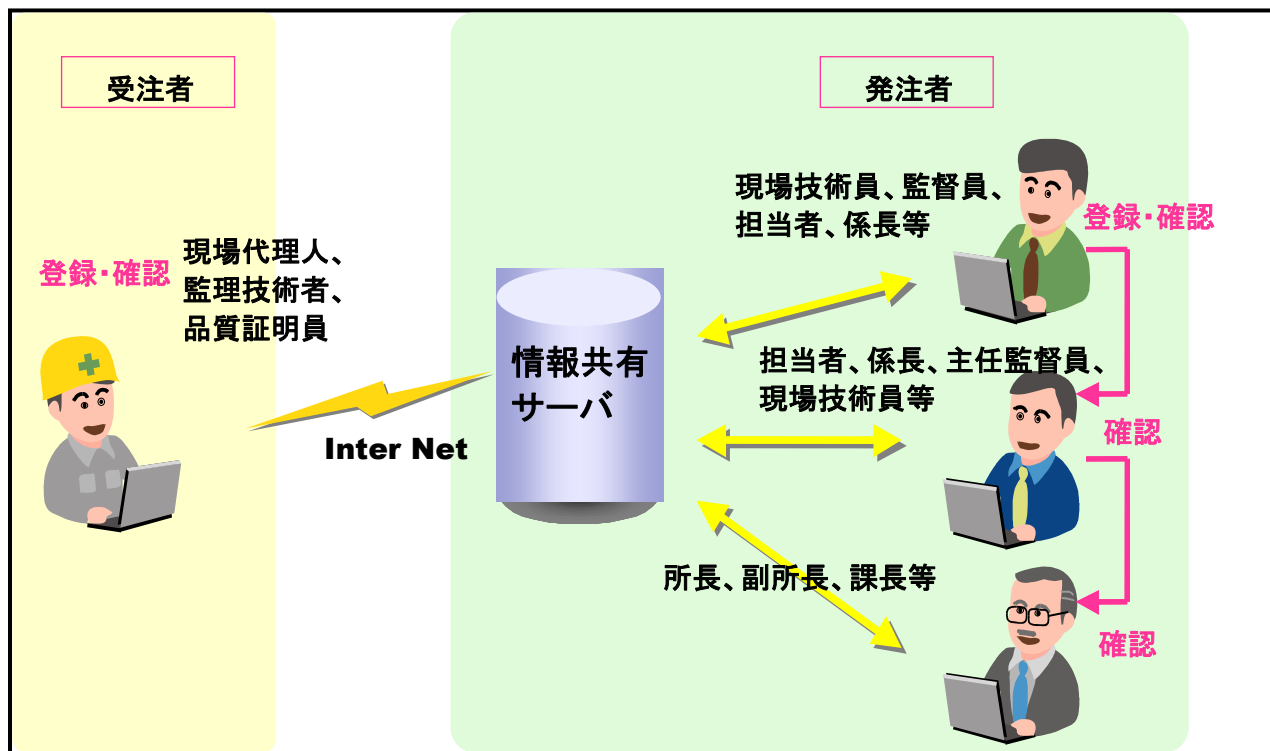 受注者
発注者
現場技術員、監督員、
担当者、係長等
登録・確認
登録・確認
現場代理人、
監理技術者、
品質証明員
情報共有
サーバ
Inter Net
担当者、係長、主任監督員、
現場技術員等
確認
所長、副所長、課長等
確認